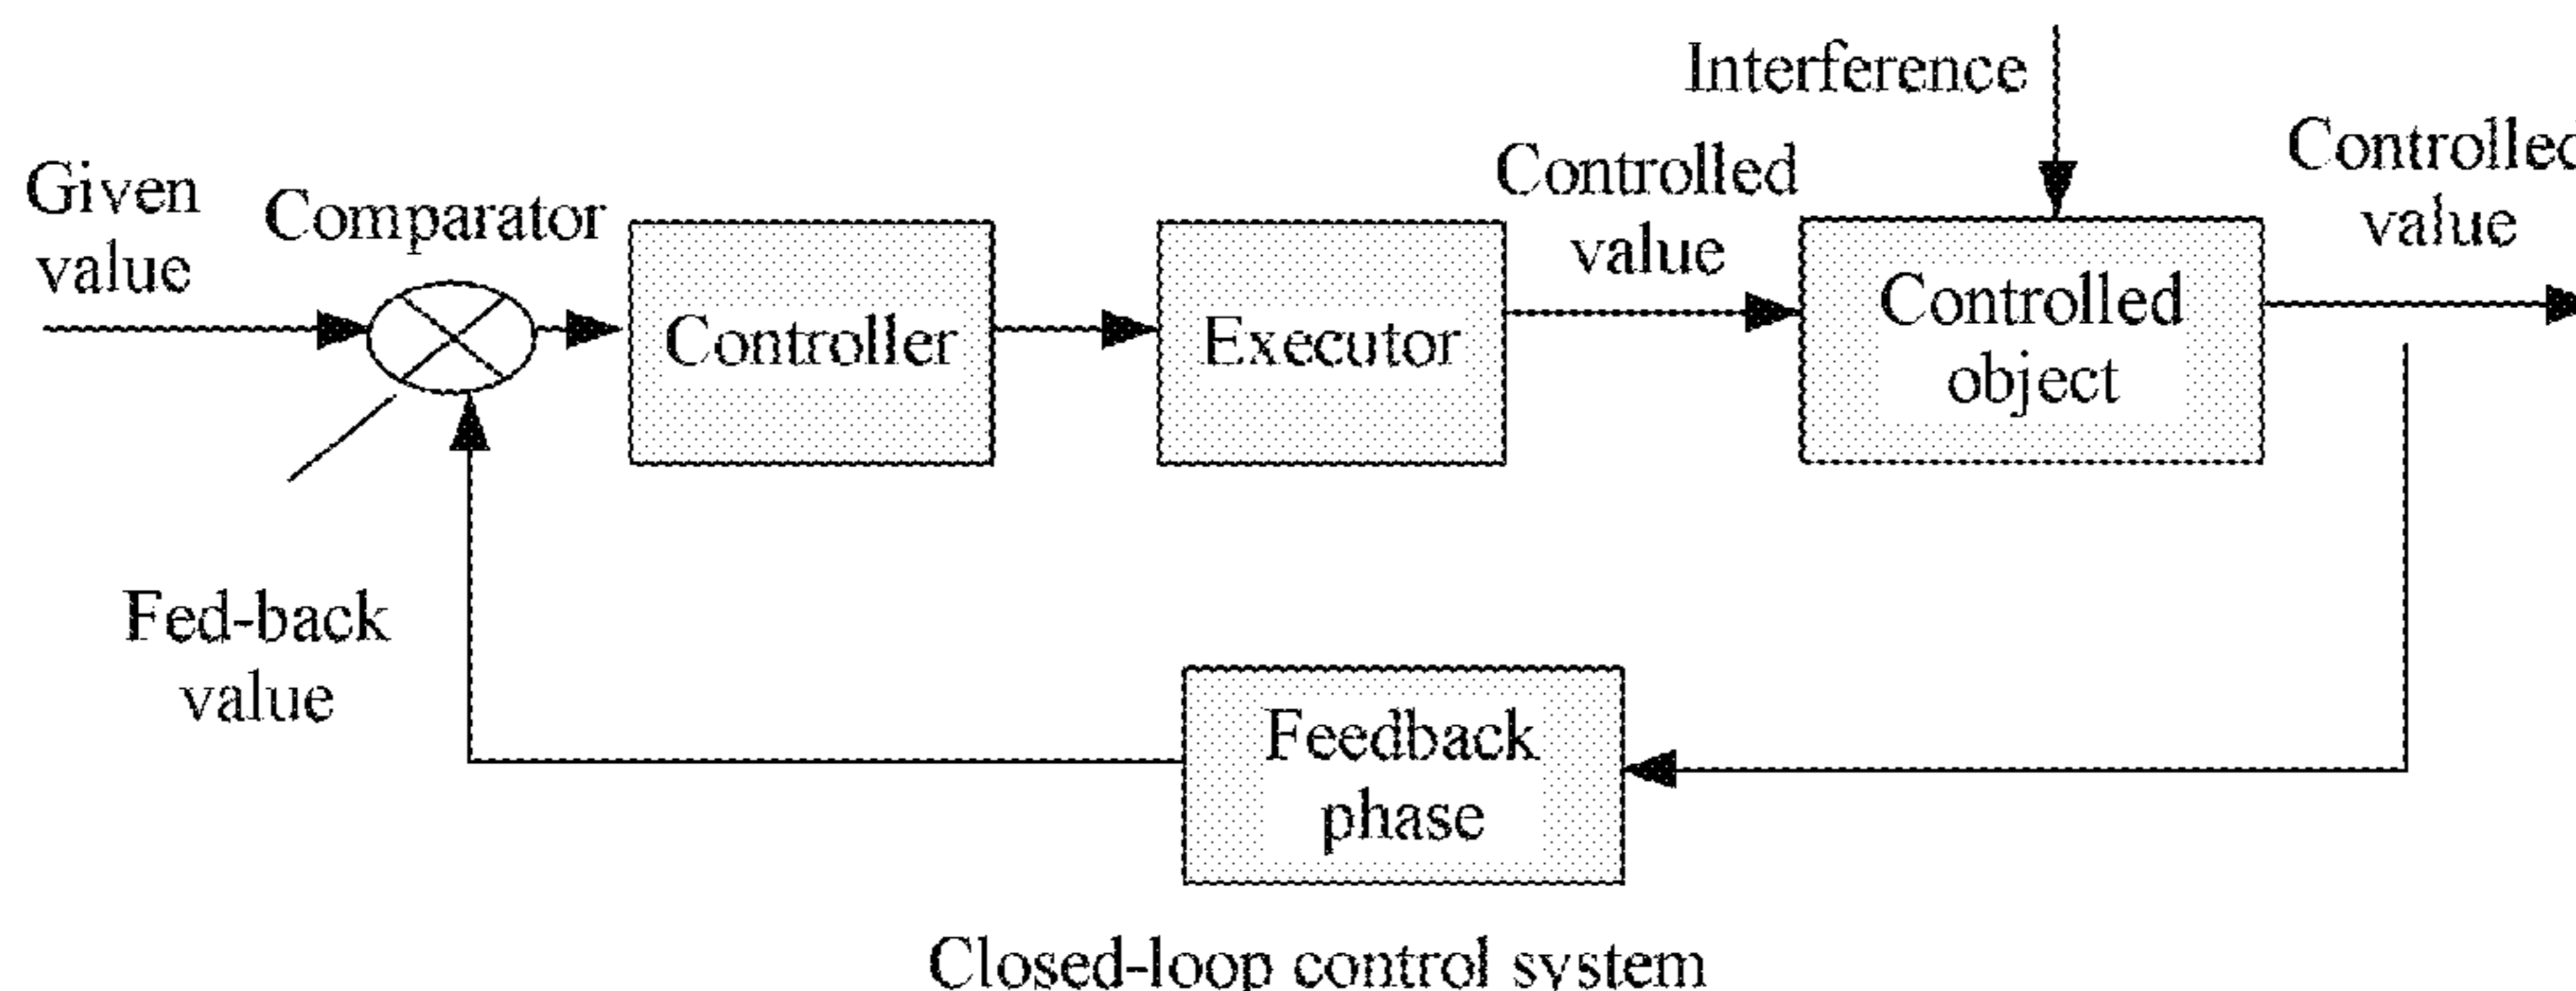 Interference
Given
value
Comparator
Controller
Executor
Controlled
value
Controlled
object
Controlled
value
Fed-back
value
Feedback
phase
Closed-loop control system